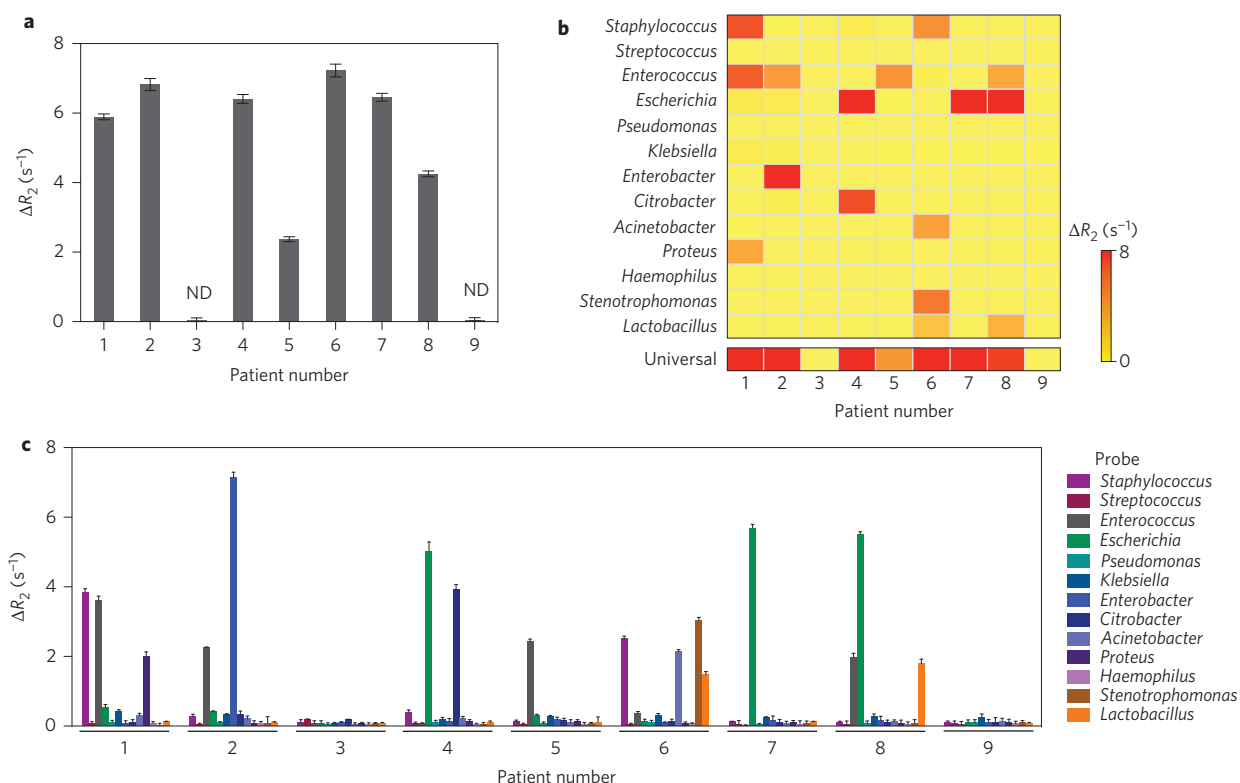 a
8
6
4
2
0
ΔR2 (s−1)
ND
ND
1 2 3 4 5 6 7 8 9
Patient number
b
Staphylococcus
Streptococcus
Enterococcus
Escherichia
Pseudomonas
Klebsiella
Enterobacter
Citrobacter
Acinetobacter
Proteus
Haemophilus
Stenotrophomonas
Lactobacillus
Universal
1 2 3 4 5 6 7 8 9
Patient number
ΔR2 (s−1)
8
0
c
8
6
4
2
0
ΔR2 (s−1)
1 2 3 4 5 6 7 8 9
Patient number
Probe
Staphylococcus
Streptococcus
Enterococcus
Escherichia
Pseudomonas
Klebsiella
Enterobacter
Citrobacter
Acinetobacter
Proteus
Haemophilus
Stenotrophomonas
Lactobacillus